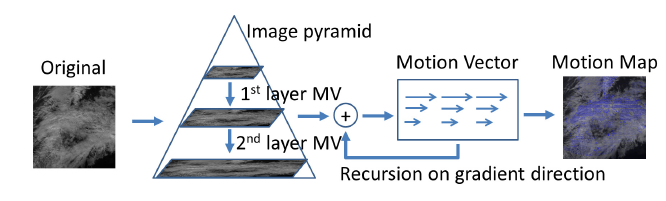 Image pyramid
Original
1st layer MV
2nd layer MV
+
Motion Vector
Motion Map
Recursion on gradient direction